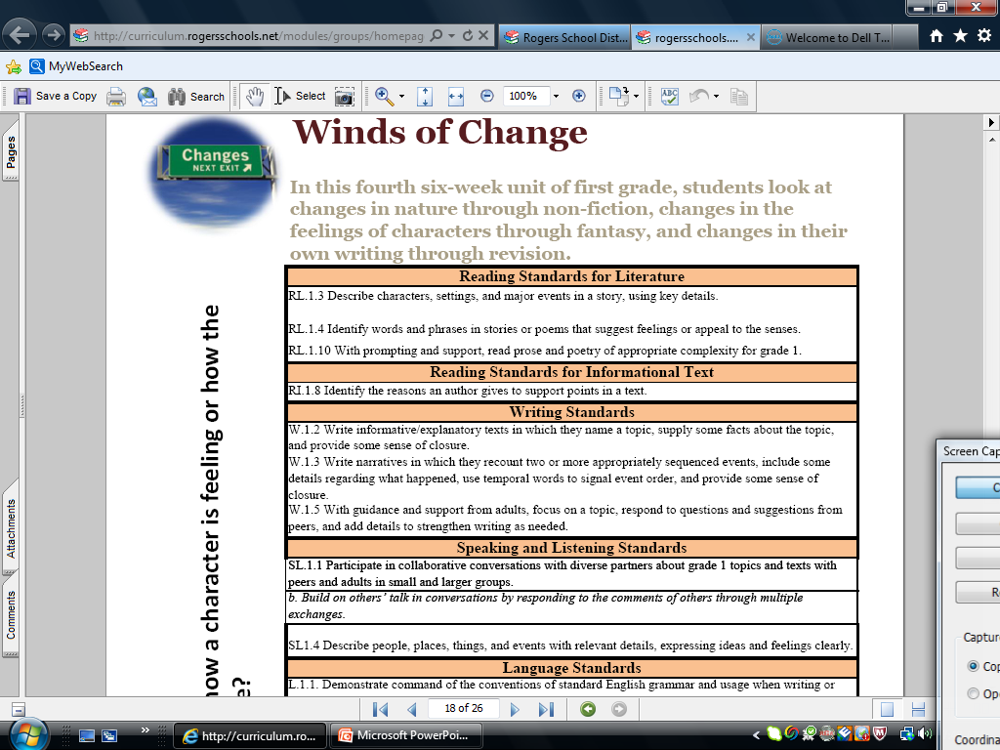 http://curriculum.rogersschools.net/modules/groups/homepag
Rogers School Dist...
rogersschools....
Welcome to Dell T...
MyWebSearch
Save a Copy
Search
Select
100%
Pages
Attachments
Comments
Changes
NEXT EXIT
Winds of Change
In this fourth six-week unit of first grade, students look at
changes in nature through non-fiction, changes in the
feelings of characters through fantasy, and changes in their
own writing through revision.
now a character is feeling or how the
e?
Reading Standards for Literature
RL.1.3 Describe characters, settings, and major events in a story, using key details.
RL.1.4 Identify words and phrases in stories or poems that suggest feelings or appeal to the senses.
RL.1.10 With prompting and support, read prose and poetry of appropriate complexity for grade 1.
Reading Standards for Informational Text
RI.1.8 Identify the reasons an author gives to support points in a text.
Writing Standards
W.1.2 Write informative/explanatory texts in which they name a topic, supply some facts about the topic,
and provide some sense of closure.
W.1.3 Write narratives in which they recount two or more appropriately sequenced events, include some
details regarding what happened, use temporal words to signal event order, and provide some sense of
closure.
W.1.5 With guidance and support from adults, focus on a topic, respond to questions and suggestions from
peers, and add details to strengthen writing as needed.
Speaking and Listening Standards
SL.1.1 Participate in collaborative conversations with diverse partners about grade 1 topics and texts with
peers and adults in small and larger groups.
b. Build on others' talk in conversations by responding to the comments of others through multiple
exchanges.
SL1.4 Describe people, places, things, and events with relevant details, expressing ideas and feelings clearly.
Language Standards
L.1.1. Demonstrate command of the conventions of standard English grammar and usage when writing or
Screen Cap
C
Re
Capture
Cop
Ope
Coordina
18 of 26
http://curriculum.ro...
Microsoft PowerPoi...